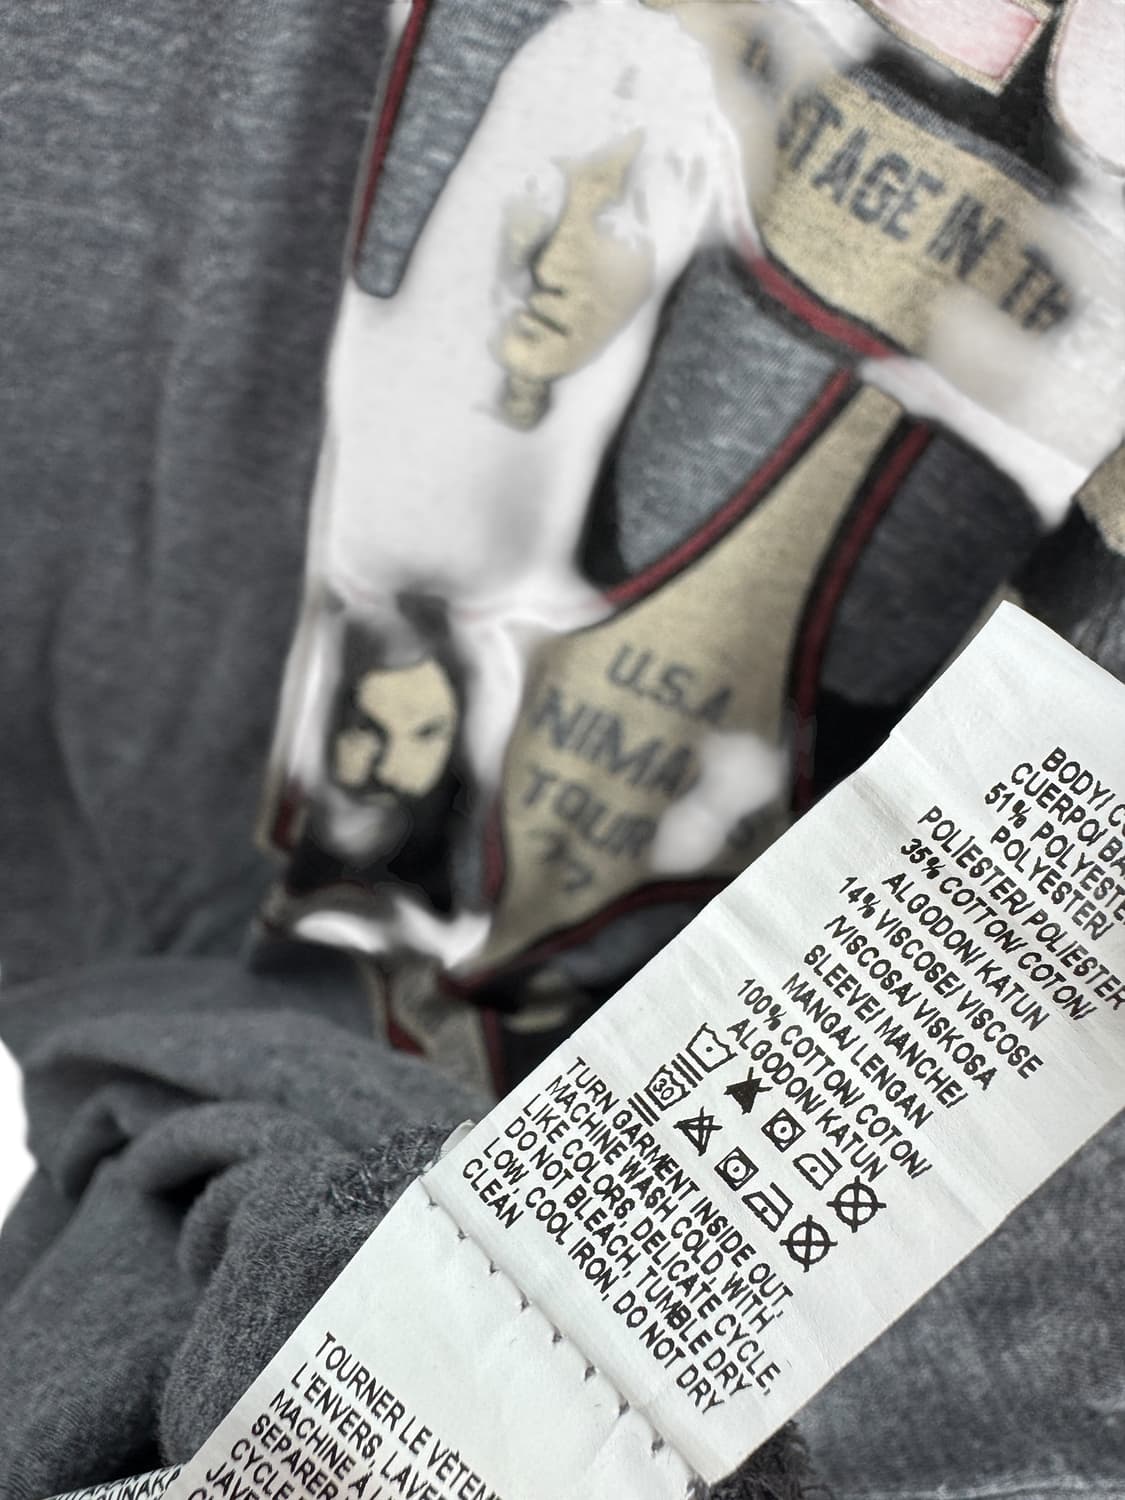 STAGE IN TH
U.S.A
NIMA
TOUR
77
BODY/ C
CUERPO/ BA
51% POLYESTE
POLYESTER/
POLIESTER/ POLIESTER
35% COTTON/ COTON/
ALGODON/ KATUN
14% VISCOSE/ VISCOSE
/VISCOSA/ VISKOSA
SLEEVE/ MANCHE/
MANGA/ LENGAN
100% COTTON/ COTON/
ALGODON/ KATUN
30
TURN GARMENT INSIDE OUT,
MACHINE WASH COLD, WITH
LIKE COLORS, DELICATE CYCLE,
DO NOT BLEACH, TUMBLE DRY
LOW, COOL IRON, DO NOT DRY
CLEAN
TOURNER LE VÊTEM
L'ENVERS, LAVE
MACHINE À L
SEPARER
CYCLE
JAVE